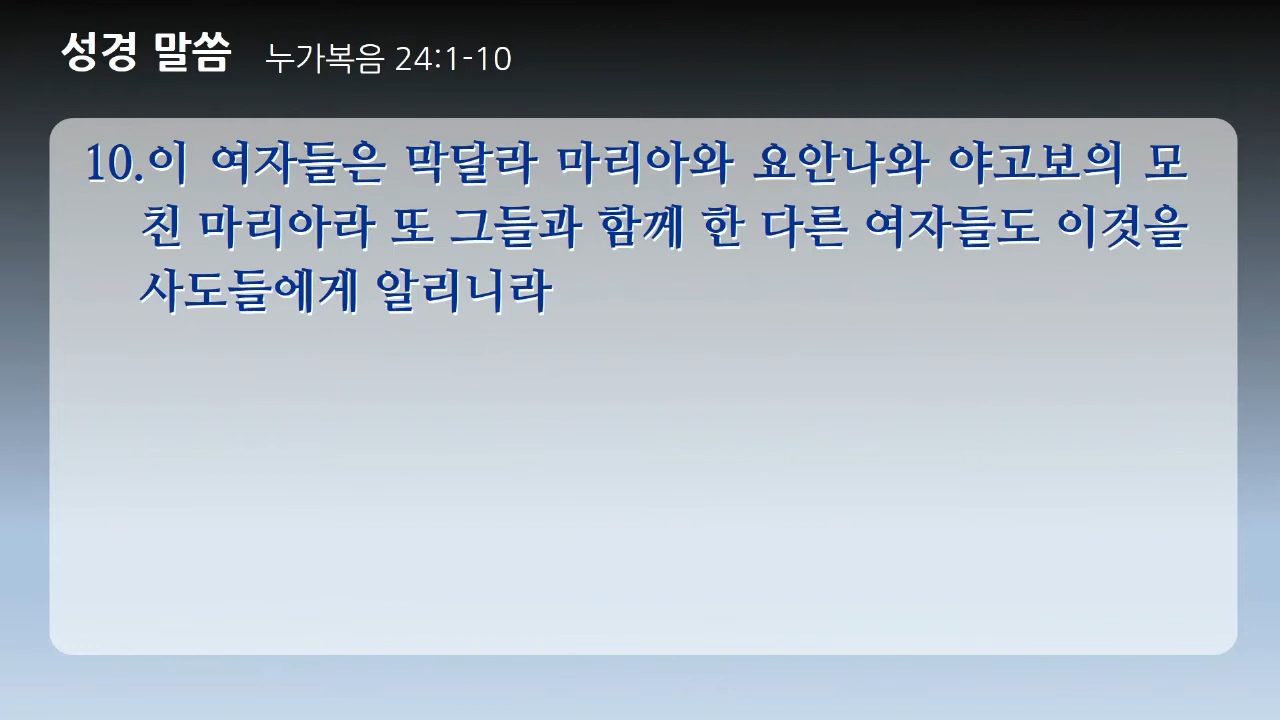 성경 말씀 누가복음 24:1-10
10.이 여자들은 막달라 마리아와 요안나와 야고보의 모
친 마리아라 또 그들과 함께 한 다른 여자들도 이것을
사도들에게 알리니라